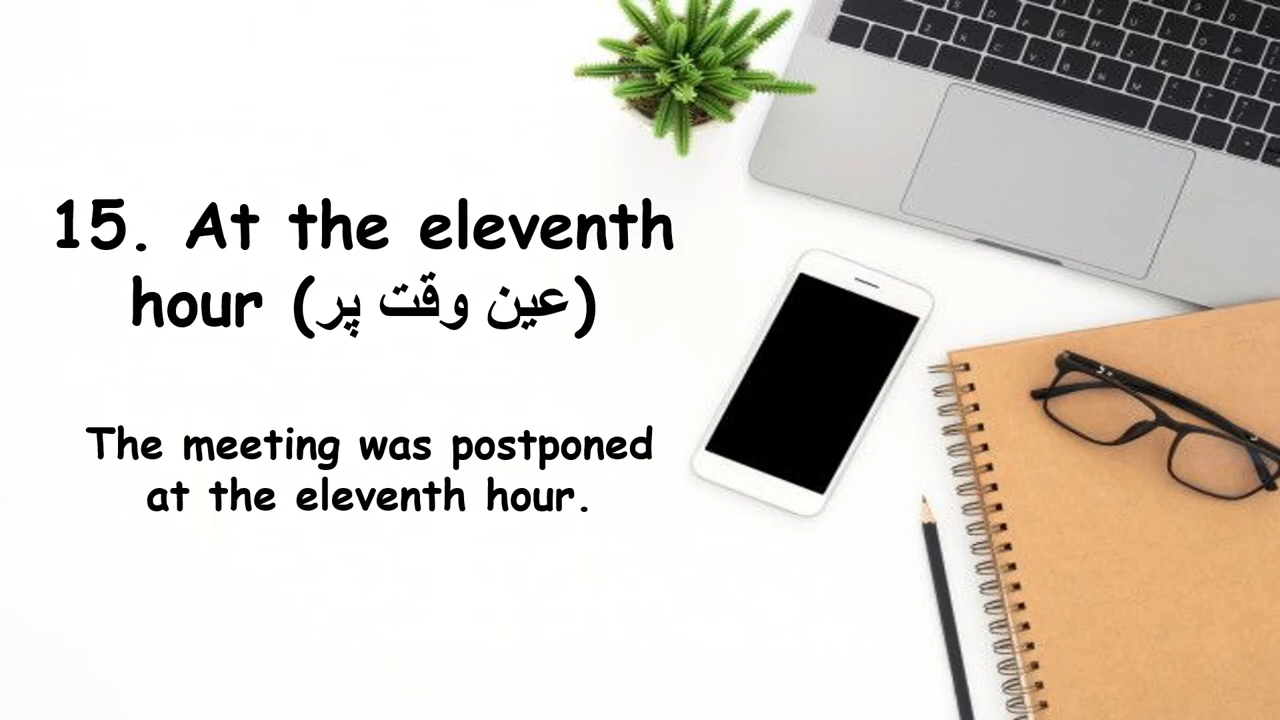 15. At the eleventh
hour (عین وقت پر)
The meeting was postponed
at the eleventh hour.